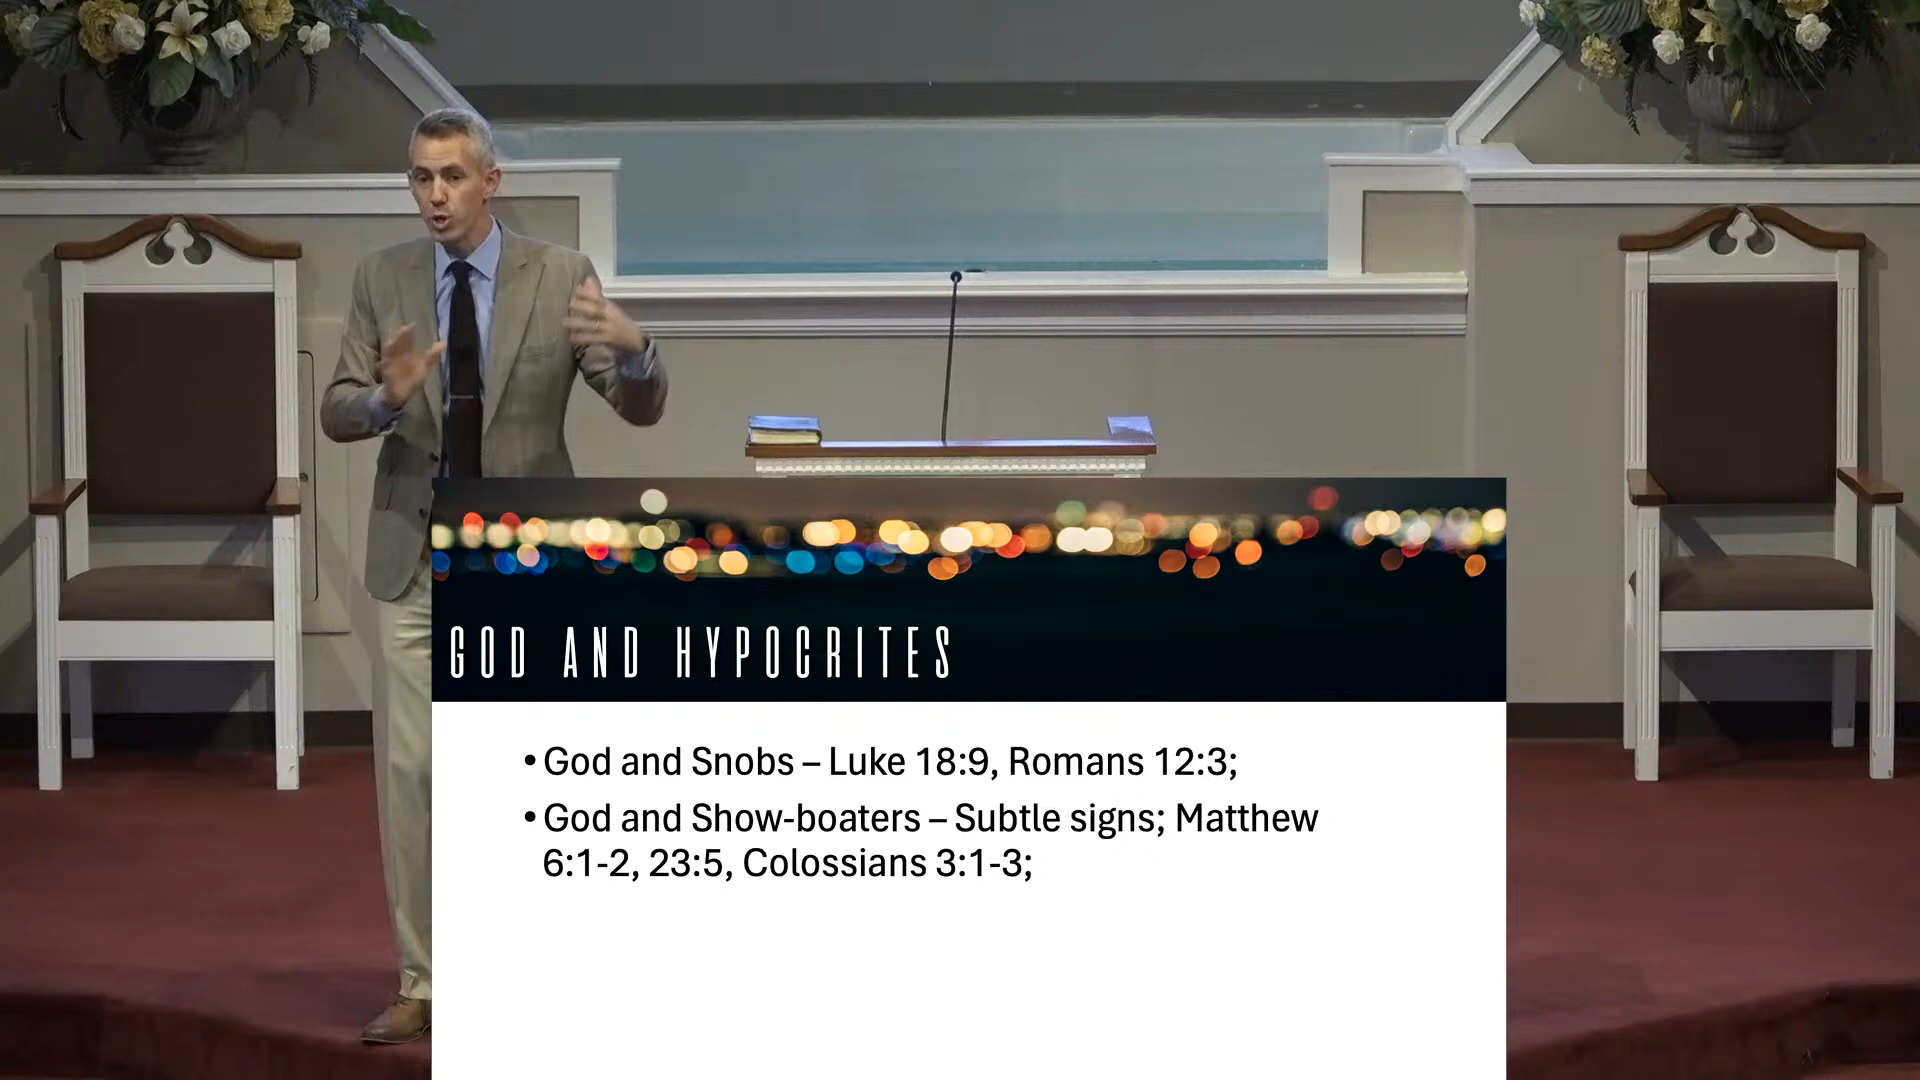 GOD AND HYPOCRITES
•God and Snobs – Luke 18:9, Romans 12:3;
•God and Show-boaters – Subtle signs; Matthew
6:1-2, 23:5, Colossians 3:1-3;